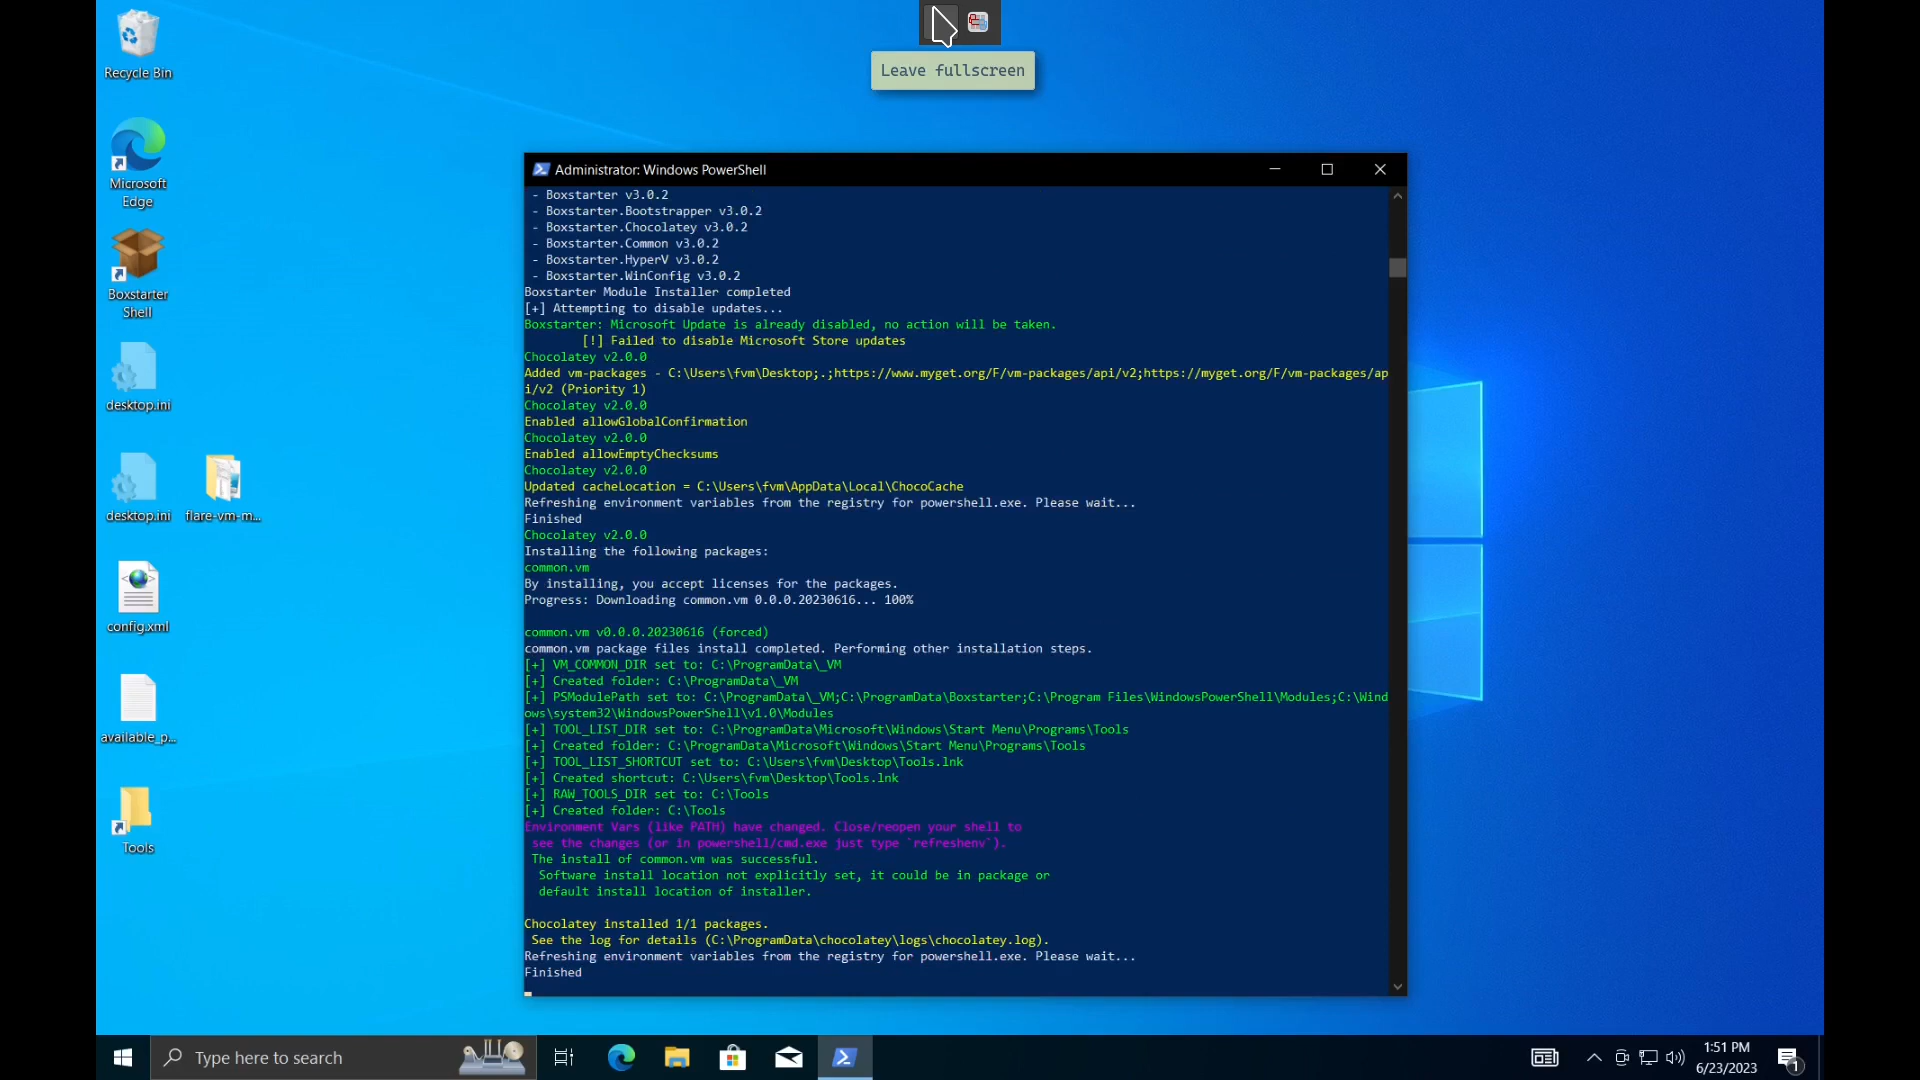 Leave fullscreen
Recycle Bin
Microsoft
Edge
Boxstarter
Shell
desktop.ini
desktop.ini
flare-vm-m...
config.xml
available_p...
Tools
Administrator: Windows PowerShell
- Boxstarter v3.0.2
- Boxstarter.Bootstrapper v3.0.2
- Boxstarter.Chocolatey v3.0.2
- Boxstarter.Common v3.0.2
- Boxstarter.HyperV v3.0.2
- Boxstarter.WinConfig v3.0.2
Boxstarter Module Installer completed
[+] Attempting to disable updates...
Boxstarter: Microsoft Update is already disabled, no action will be taken.
[!] Failed to disable Microsoft Store updates
Chocolatey v2.0.0
Added vm-packages - C:\Users\fvm\Desktop;.;https://www.myget.org/F/vm-packages/api/v2;https://myget.org/F/vm-packages/ap
i/v2 (Priority 1)
Chocolatey v2.0.0
Enabled allowGlobalConfirmation
Chocolatey v2.0.0
Enabled allowEmptyChecksums
Chocolatey v2.0.0
Updated cacheLocation = C:\Users\fvm\AppData\Local\ChocoCache
Refreshing environment variables from the registry for powershell.exe. Please wait...
Finished
Chocolatey v2.0.0
Installing the following packages:
common.vm
By installing, you accept licenses for the packages.
Progress: Downloading common.vm 0.0.0.20230616... 100%
common.vm v0.0.0.20230616 (forced)
common.vm package files install completed. Performing other installation steps.
[+] VM_COMMON_DIR set to: C:\ProgramData\_VM
[+] Created folder: C:\ProgramData\_VM
[+] PSModulePath set to: C:\ProgramData\_VM;C:\ProgramData\Boxstarter;C:\Program Files\WindowsPowerShell\Modules;C:\Wind
ows\system32\WindowsPowerShell\v1.0\Modules
[+] TOOL_LIST_DIR set to: C:\ProgramData\Microsoft\Windows\Start Menu\Programs\Tools
[+] Created folder: C:\ProgramData\Microsoft\Windows\Start Menu\Programs\Tools
[+] TOOL_LIST_SHORTCUT set to: C:\Users\fvm\Desktop\Tools.lnk
[+] Created shortcut: C:\Users\fvm\Desktop\Tools.lnk
[+] RAW_TOOLS_DIR set to: C:\Tools
[+] Created folder: C:\Tools
Environment Vars (like PATH) have changed. Close/reopen your shell to
see the changes (or in powershell/cmd.exe just type `refreshenv`).
The install of common.vm was successful.
Software install location not explicitly set, it could be in package or
default install location of installer.
Chocolatey installed 1/1 packages.
See the log for details (C:\ProgramData\chocolatey\logs\chocolatey.log).
Refreshing environment variables from the registry for powershell.exe. Please wait...
Finished
Type here to search
1:51 PM
6/23/2023
1